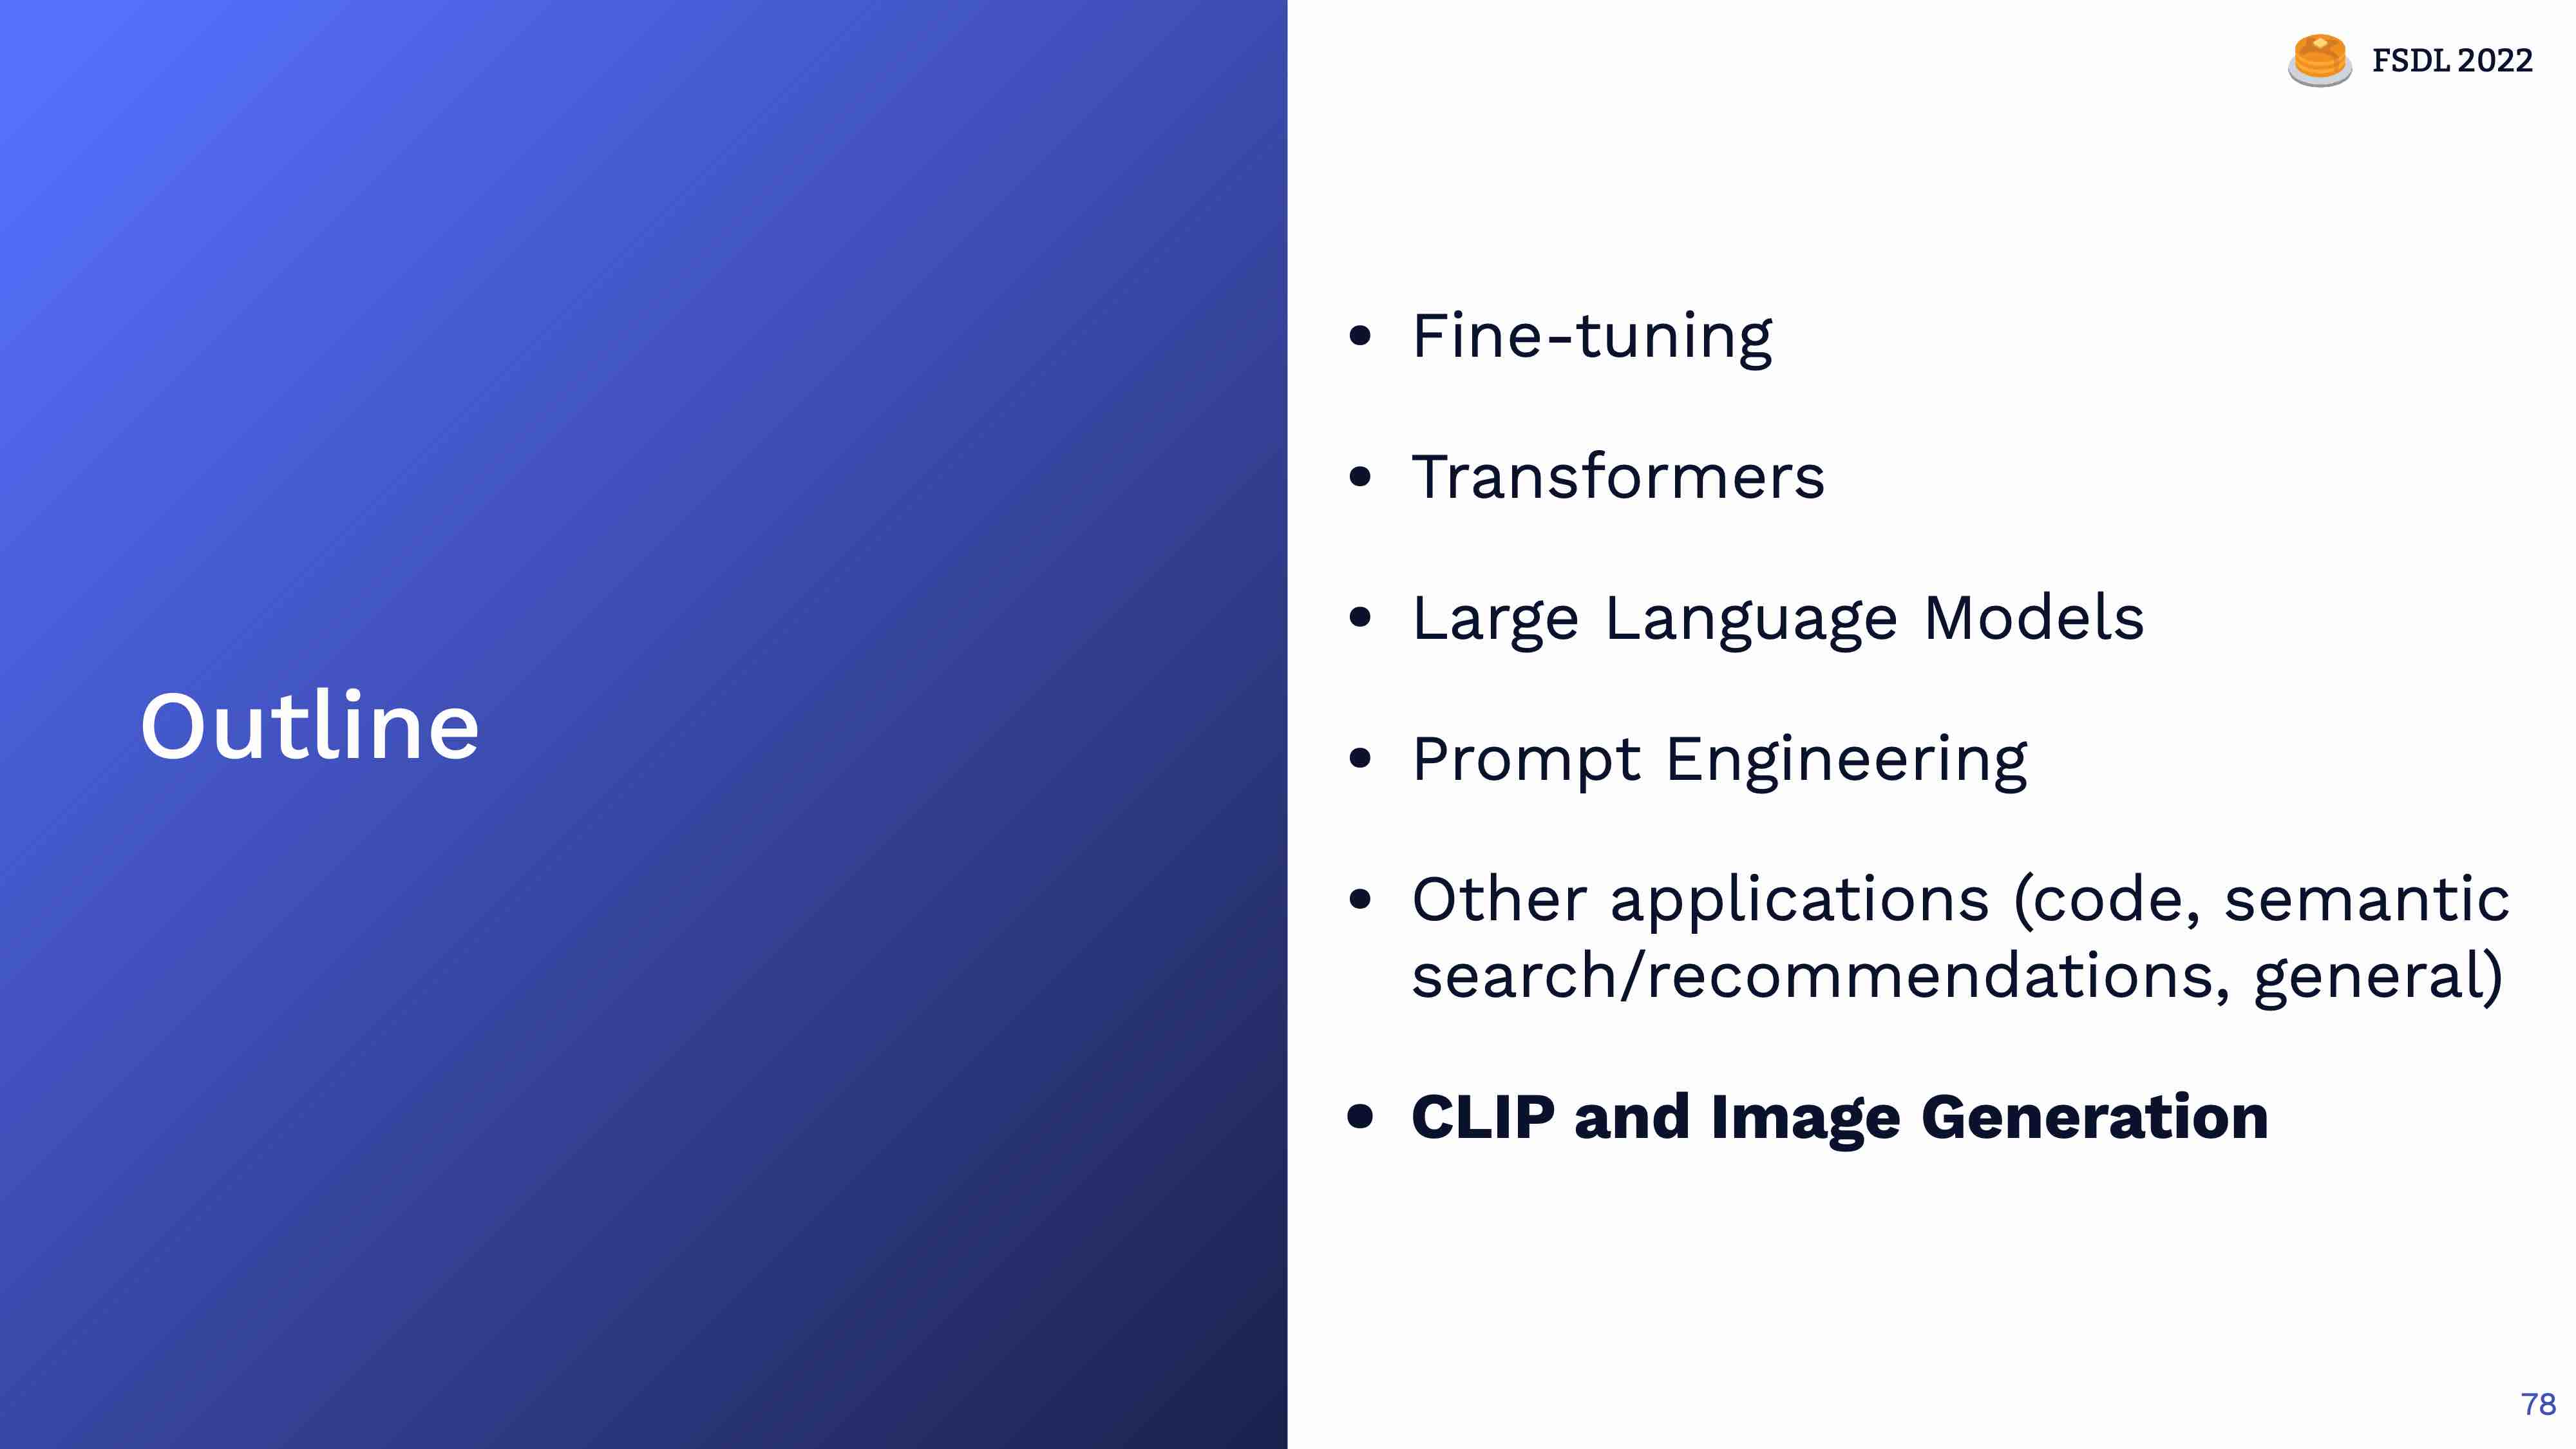 FSDL 2022
Outline
• Fine-tuning
• Transformers
• Large Language Models
• Prompt Engineering
• Other applications (code, semantic
search/recommendations, general)
• CLIP and Image Generation
78